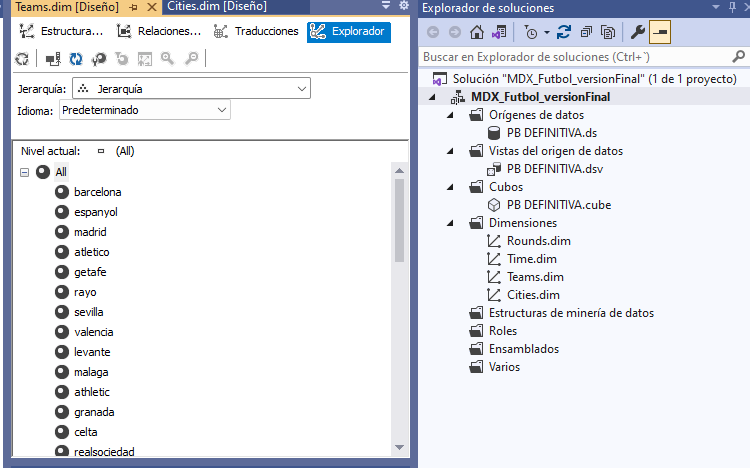 Teams.dim [Diseño]
Cities.dim [Diseño]
Estructura...
Relaciones...
Traducciones
Explorador
Jerarquía:
Jerarquía
Idioma:
Predeterminado
Nivel actual:
(All)
All
barcelona
espanyol
madrid
atletico
getafe
rayo
sevilla
valencia
levante
malaga
athletic
granada
celta
realsociedad
Explorador de soluciones
Buscar en Explorador de soluciones (Ctrl+`)
Solución "MDX_Futbol_versionFinal" (1 de 1 proyecto)
MDX_Futbol_versionFinal
Orígenes de datos
PB DEFINITIVA.ds
Vistas del origen de datos
PB DEFINITIVA.dsv
Cubos
PB DEFINITIVA.cube
Dimensiones
Rounds.dim
Time.dim
Teams.dim
Cities.dim
Estructuras de minería de datos
Roles
Ensamblados
Varios